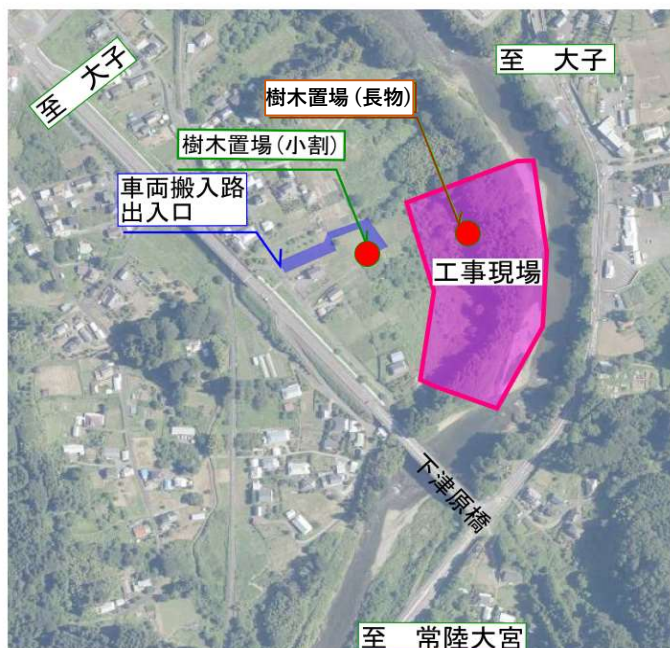 至　大子
至　大子
樹木置場（長物）
樹木置場（小割）
車両搬入路
出入口
工事現場
下津原橋
至　常陸大宮